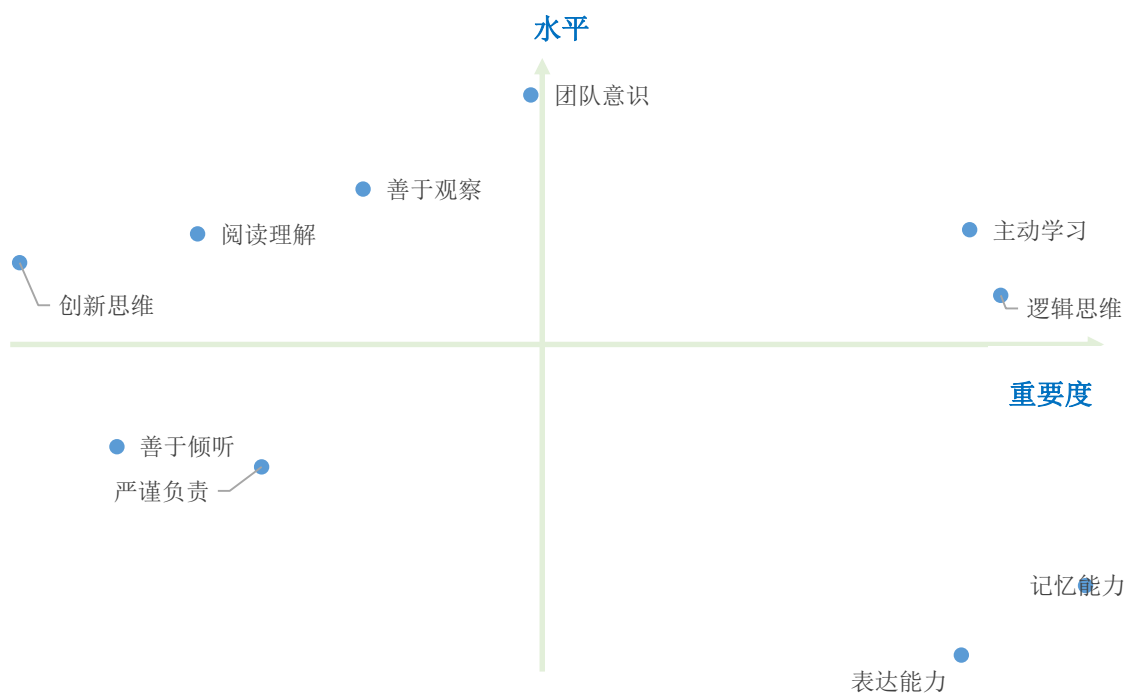 水平
团队意识
善于观察
阅读理解
主动学习
创新思维
逻辑思维
重要度
善于倾听
严谨负责
记忆能力
表达能力